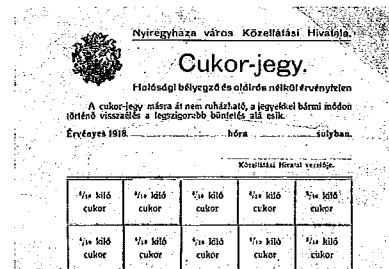 Nyíregyháza város Közellátási Hivatala.
Cukor-jegy.
Hatósági bélyegző és aláírás nélkül érvénytelen
A cukor-jegy másra át nem ruházható, a jegyekkel bármi módon
történő visszaélés a legszigorubb büntetés alá esik.
Érvényes 1918. hóra sulyban.
Közellátási Hivatal vezetője.
kiló kiló kiló kiló kiló
cukor cukor cukor cukor cukor
kiló kiló kiló kiló kiló
cukor cukor cukor cukor cukor